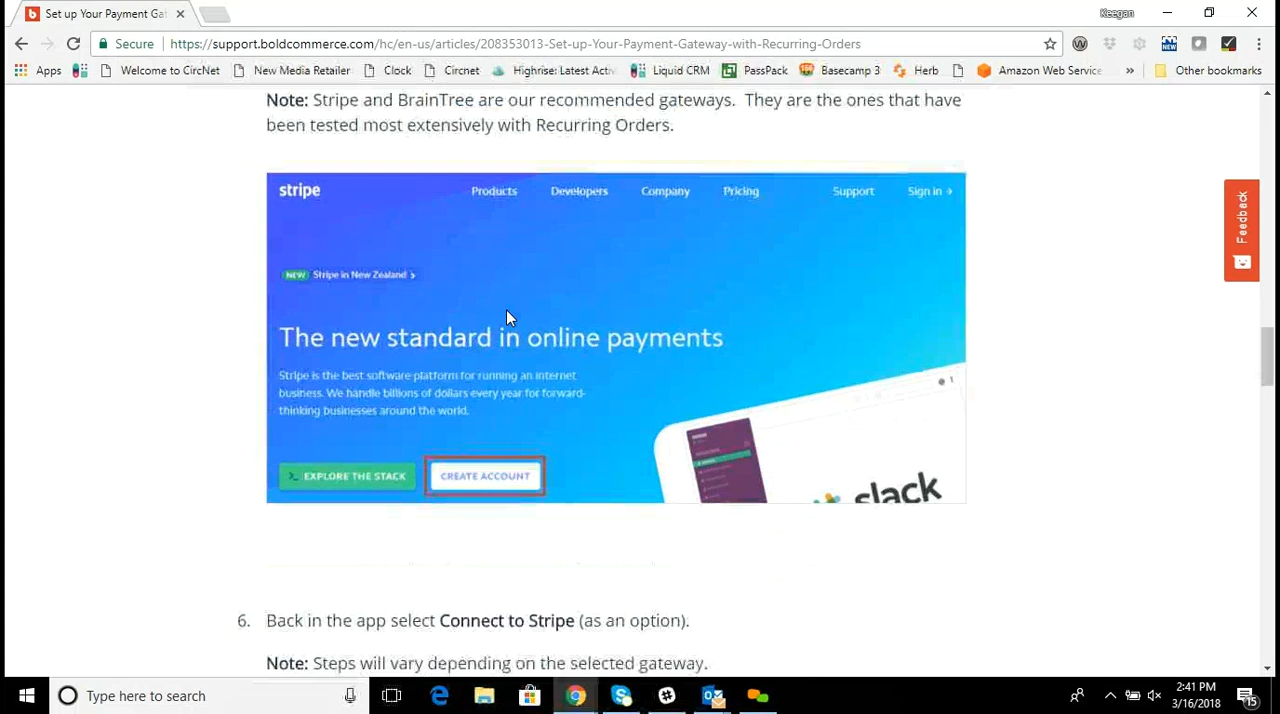 Set up Your Payment Gat
Keegan
Secure
https://support.boldcommerce.com/hc/en-us/articles/208353013-Set-up-Your-Payment-Gateway-with-Recurring-Orders
Apps
Welcome to CircNet
New Media Retailer
Clock
Circnet
Highrise: Latest Activ
Liquid CRM
PassPack
Basecamp 3
Herb
Amazon Web Service
»
Other bookmarks
Note: Stripe and BrainTree are our recommended gateways. They are the ones that have
been tested most extensively with Recurring Orders.
stripe
Products
Developers
Company
Pricing
Support
Sign in →
NEW Stripe in New Zealand! ›
The new standard in online payments
Stripe is the best software platform for running an internet
business. We handle billions of dollars every year for forward-
thinking businesses around the world.
EXPLORE THE STACK
CREATE ACCOUNT
1
slack
Feedback
6. Back in the app select Connect to Stripe (as an option).
Note: Steps will vary depending on the selected gateway.
Type here to search
2:41 PM
3/16/2018
15